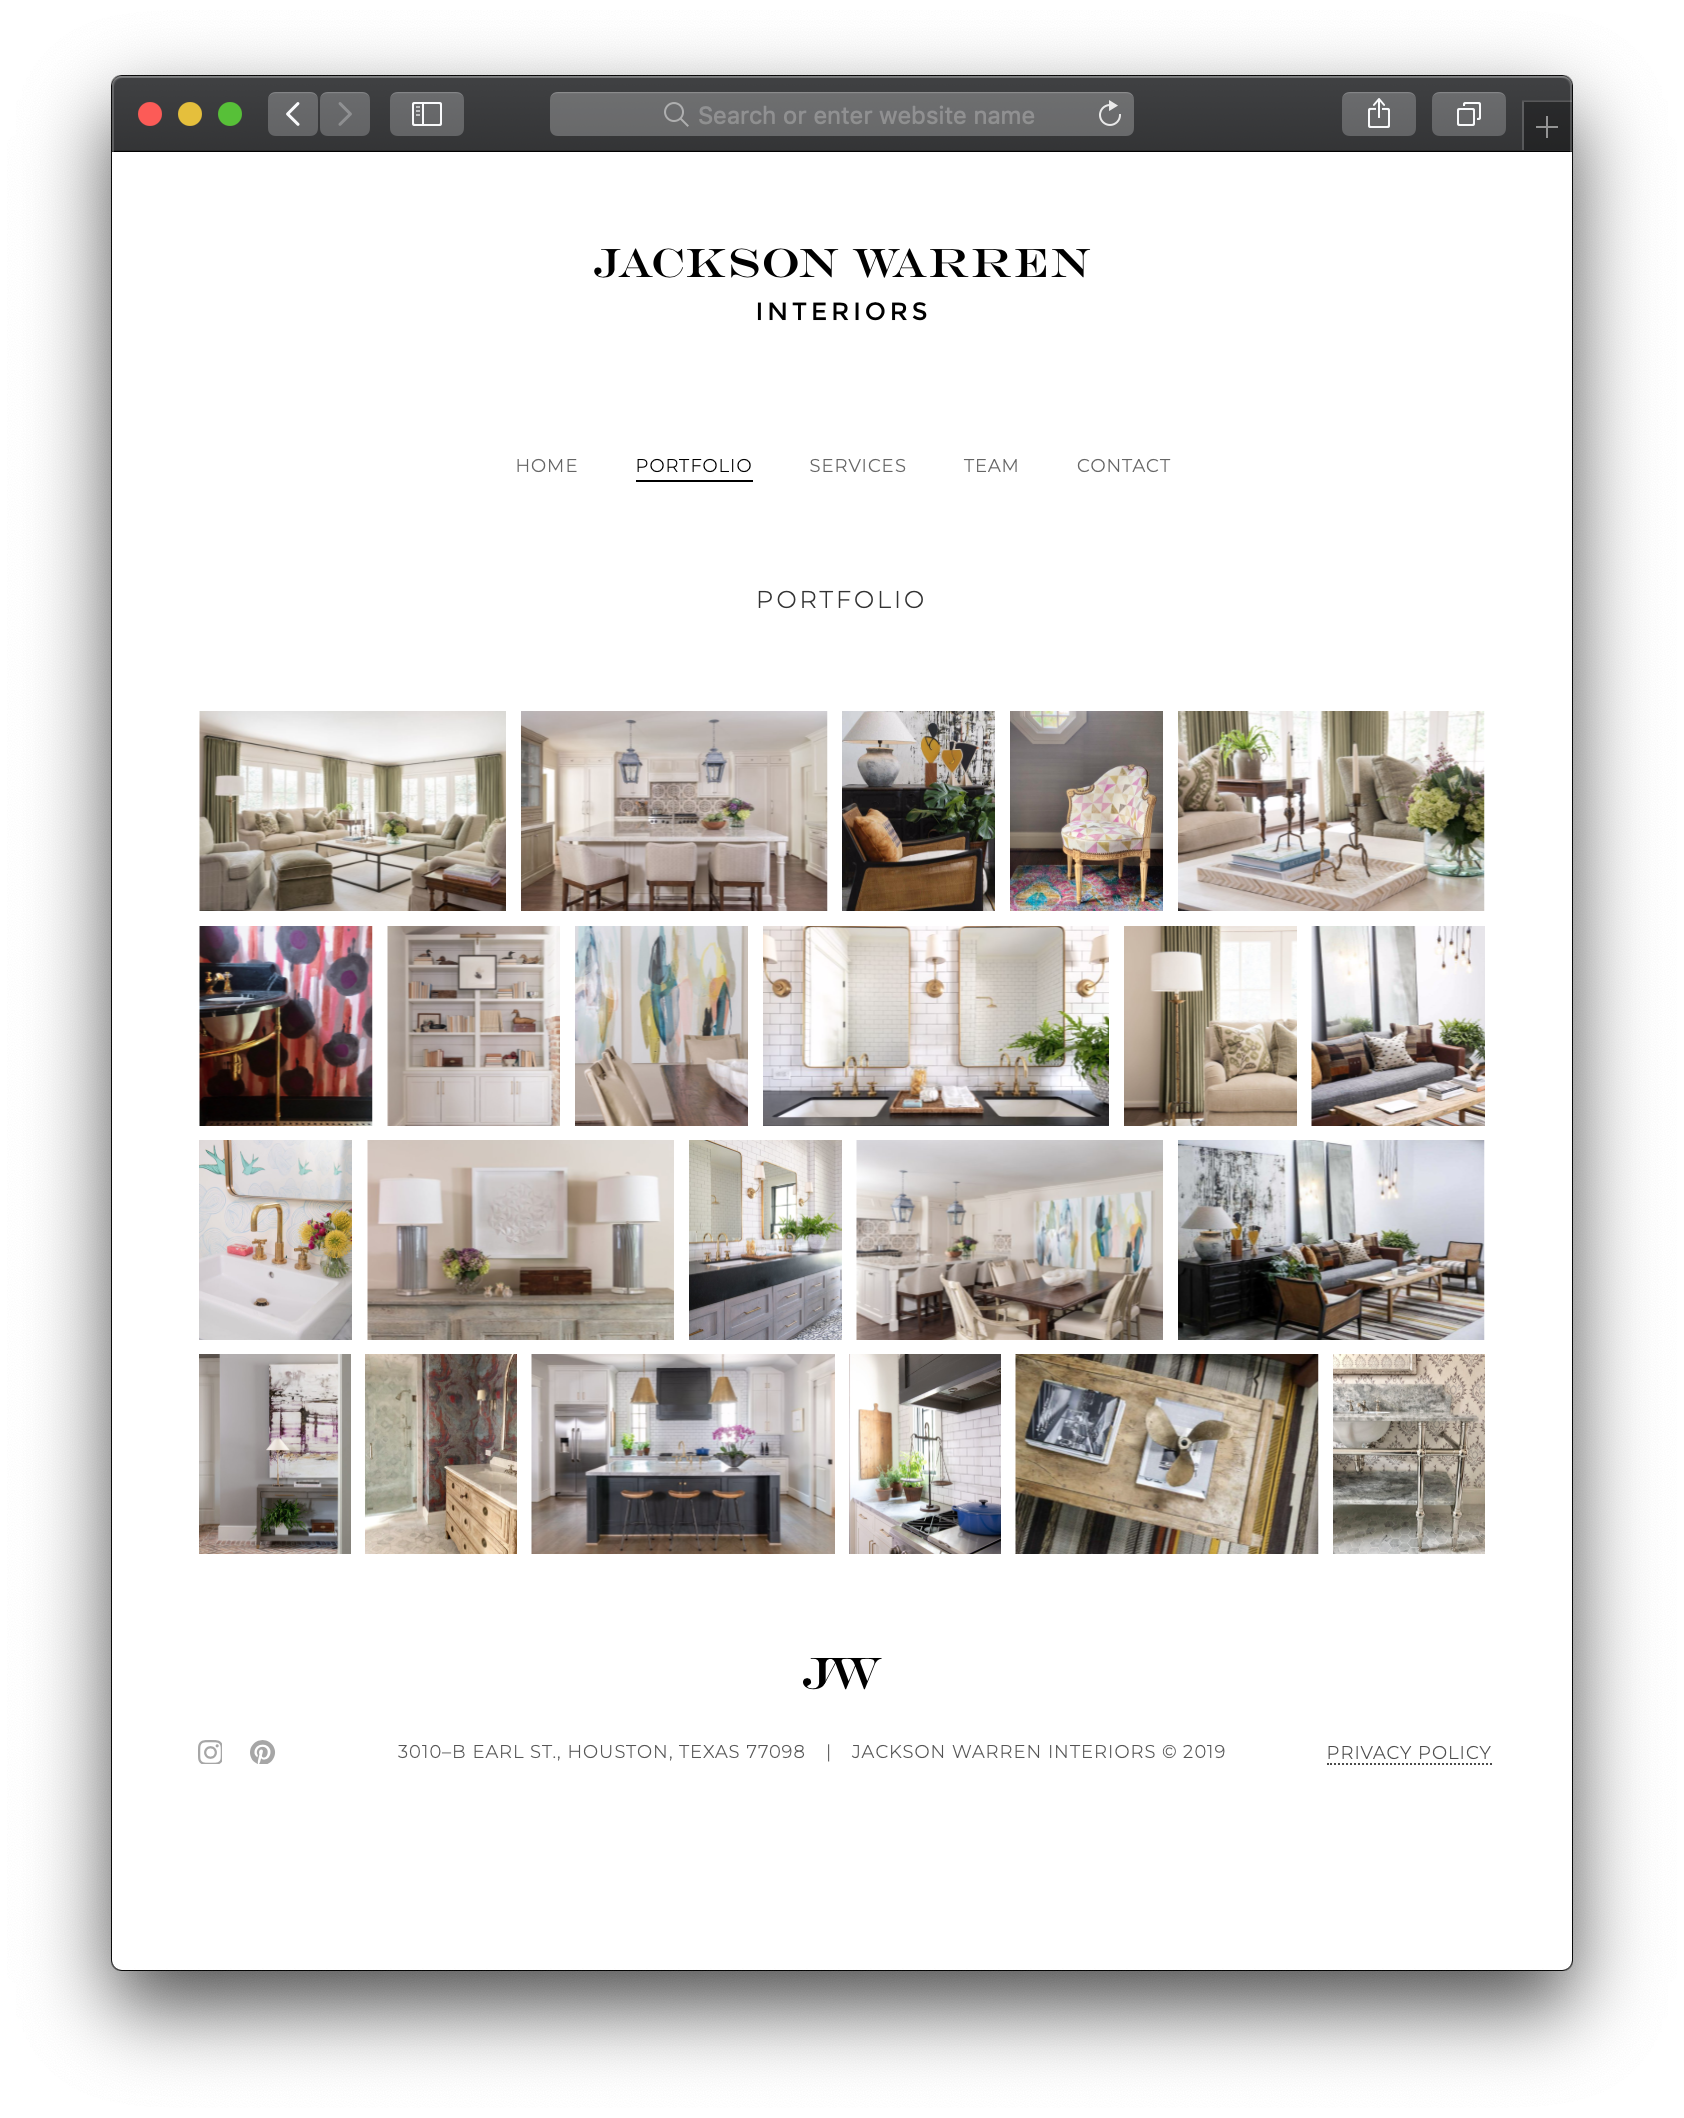 Search or enter website name
JACKSON WARREN
INTERIORS
HOME PORTFOLIO SERVICES TEAM CONTACT
PORTFOLIO
JW
3010–B EARL ST., HOUSTON, TEXAS 77098 | JACKSON WARREN INTERIORS © 2019 PRIVACY POLICY